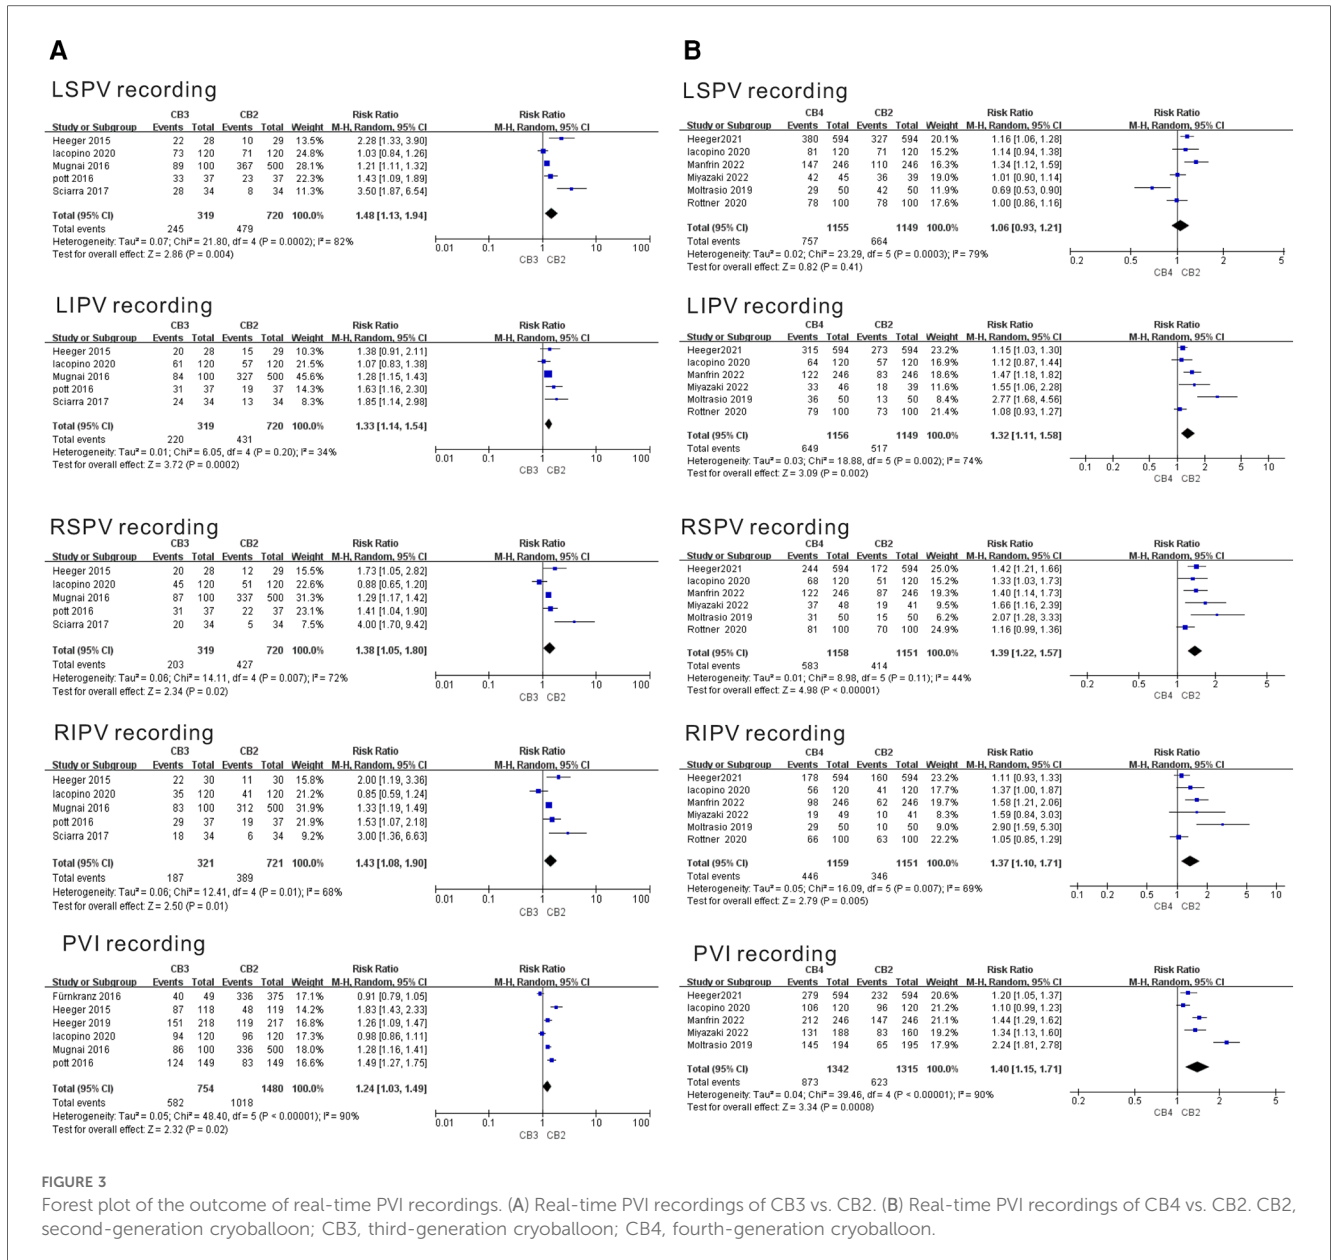 A
LSPV recording
CB3 CB2 Risk Ratio Risk Ratio
Study or Subgroup Events Total Events Total Weight M-H, Random, 95% CI M-H, Random, 95% CI
Heeger 2015 22 28 10 29 13.5% 2.28 [1.33, 3.90]
Iacopino 2020 73 120 71 120 24.8% 1.03 [0.84, 1.26]
Mugnai 2016 89 100 367 500 28.1% 1.21 [1.11, 1.32]
pott 2016 33 37 23 37 22.3% 1.43 [1.09, 1.89]
Sciarra 2017 28 34 8 34 11.3% 3.50 [1.87, 6.54]
Total (95% CI) 319 720 100.0% 1.48 [1.13, 1.94]
Total events 245 479
Heterogeneity: Tau² = 0.07; Chi² = 21.80, df = 4 (P = 0.0002); I² = 82%
Test for overall effect: Z = 2.86 (P = 0.004)
0.01 0.1 1 10 100
CB3 CB2
LIPV recording
CB3 CB2 Risk Ratio Risk Ratio
Study or Subgroup Events Total Events Total Weight M-H, Random, 95% CI M-H, Random, 95% CI
Heeger 2015 20 28 15 29 10.3% 1.38 [0.91, 2.11]
Iacopino 2020 61 120 57 120 21.5% 1.07 [0.83, 1.38]
Mugnai 2016 84 100 327 500 45.6% 1.28 [1.15, 1.43]
pott 2016 31 37 19 37 14.3% 1.63 [1.16, 2.30]
Sciarra 2017 24 34 13 34 8.3% 1.85 [1.14, 2.98]
Total (95% CI) 319 720 100.0% 1.33 [1.14, 1.54]
Total events 220 431
Heterogeneity: Tau² = 0.01; Chi² = 6.05, df = 4 (P = 0.20); I² = 34%
Test for overall effect: Z = 3.72 (P = 0.0002)
0.01 0.1 1 10 100
CB3 CB2
RSPV recording
CB3 CB2 Risk Ratio Risk Ratio
Study or Subgroup Events Total Events Total Weight M-H, Random, 95% CI M-H, Random, 95% CI
Heeger 2015 20 28 12 29 15.5% 1.73 [1.05, 2.82]
Iacopino 2020 45 120 51 120 22.6% 0.88 [0.65, 1.20]
Mugnai 2016 87 100 337 500 31.3% 1.29 [1.17, 1.42]
pott 2016 31 37 22 37 23.1% 1.41 [1.04, 1.90]
Sciarra 2017 20 34 5 34 7.5% 4.00 [1.70, 9.42]
Total (95% CI) 319 720 100.0% 1.38 [1.05, 1.80]
Total events 203 427
Heterogeneity: Tau² = 0.06; Chi² = 14.11, df = 4 (P = 0.007); I² = 72%
Test for overall effect: Z = 2.34 (P = 0.02)
0.01 0.1 1 10 100
CB3 CB2
RIPV recording
CB3 CB2 Risk Ratio Risk Ratio
Study or Subgroup Events Total Events Total Weight M-H, Random, 95% CI M-H, Random, 95% CI
Heeger 2015 22 30 11 30 15.8% 2.00 [1.19, 3.36]
Iacopino 2020 35 120 41 120 21.2% 0.85 [0.59, 1.24]
Mugnai 2016 83 100 312 500 31.9% 1.33 [1.19, 1.49]
pott 2016 29 37 19 37 21.9% 1.53 [1.07, 2.18]
Sciarra 2017 18 34 6 34 9.2% 3.00 [1.36, 6.63]
Total (95% CI) 321 721 100.0% 1.43 [1.08, 1.90]
Total events 187 389
Heterogeneity: Tau² = 0.06; Chi² = 12.41, df = 4 (P = 0.01); I² = 68%
Test for overall effect: Z = 2.50 (P = 0.01)
0.01 0.1 1 10 100
CB3 CB2
PVI recording
CB3 CB2 Risk Ratio Risk Ratio
Study or Subgroup Events Total Events Total Weight M-H, Random, 95% CI M-H, Random, 95% CI
Fürnkranz 2016 40 49 336 375 17.1% 0.91 [0.79, 1.05]
Heeger 2015 87 118 48 119 14.7% 1.83 [1.43, 2.33]
Heeger 2019 151 218 119 217 16.8% 1.26 [1.09, 1.47]
Iacopino 2020 94 120 96 120 17.3% 0.98 [0.86, 1.11]
Mugnai 2016 86 100 336 500 18.0% 1.28 [1.16, 1.41]
pott 2016 124 149 83 149 16.2% 1.49 [1.27, 1.75]
Total (95% CI) 754 1480 100.0% 1.24 [1.03, 1.49]
Total events 582 1018
Heterogeneity: Tau² = 0.05; Chi² = 48.40, df = 5 (P < 0.00001); I² = 90%
Test for overall effect: Z = 2.32 (P = 0.02)
0.01 0.1 1 10 100
CB3 CB2
B
LSPV recording
CB4 CB2 Risk Ratio Risk Ratio
Study or Subgroup Events Total Events Total Weight M-H, Random, 95% CI M-H, Random, 95% CI
Heeger2021 380 594 327 594 20.1% 1.16 [1.06, 1.28]
Iacopino 2020 81 120 71 120 15.2% 1.14 [0.94, 1.38]
Manfrin 2022 147 246 110 246 16.3% 1.34 [1.12, 1.59]
Miyazaki 2022 42 45 36 39 18.9% 1.01 [0.90, 1.14]
Moltrasio 2019 29 50 42 50 11.9% 0.69 [0.53, 0.90]
Rottner 2020 78 100 78 100 17.6% 1.00 [0.86, 1.16]
Total (95% CI) 1155 1149 100.0% 1.06 [0.93, 1.21]
Total events 757 664
Heterogeneity: Tau² = 0.02; Chi² = 23.29, df = 5 (P = 0.0003); I² = 79%
Test for overall effect: Z = 0.82 (P = 0.41)
0.2 0.5 1 2 5
CB4 CB2
LIPV recording
CB4 CB2 Risk Ratio Risk Ratio
Study or Subgroup Events Total Events Total Weight M-H, Random, 95% CI M-H, Random, 95% CI
Heeger2021 315 594 273 594 23.2% 1.15 [1.03, 1.30]
Iacopino 2020 64 120 57 120 16.9% 1.12 [0.87, 1.44]
Manfrin 2022 122 246 83 246 18.6% 1.47 [1.18, 1.82]
Miyazaki 2022 33 46 18 39 11.6% 1.55 [1.06, 2.28]
Moltrasio 2019 36 50 13 50 8.4% 2.77 [1.68, 4.56]
Rottner 2020 79 100 73 100 21.4% 1.08 [0.93, 1.27]
Total (95% CI) 1156 1149 100.0% 1.32 [1.11, 1.58]
Total events 649 517
Heterogeneity: Tau² = 0.03; Chi² = 18.88, df = 5 (P = 0.002); I² = 74%
Test for overall effect: Z = 3.09 (P = 0.002)
0.1 0.2 0.5 1 2 5 10
CB4 CB2
RSPV recording
CB4 CB2 Risk Ratio Risk Ratio
Study or Subgroup Events Total Events Total Weight M-H, Random, 95% CI M-H, Random, 95% CI
Heeger2021 244 594 172 594 25.0% 1.42 [1.21, 1.66]
Iacopino 2020 68 120 51 120 15.0% 1.33 [1.03, 1.73]
Manfrin 2022 122 246 87 246 19.3% 1.40 [1.14, 1.73]
Miyazaki 2022 37 48 19 41 9.5% 1.66 [1.16, 2.39]
Moltrasio 2019 31 50 15 50 6.2% 2.07 [1.28, 3.33]
Rottner 2020 81 100 70 100 24.9% 1.16 [0.99, 1.36]
Total (95% CI) 1158 1151 100.0% 1.39 [1.22, 1.57]
Total events 583 414
Heterogeneity: Tau² = 0.01; Chi² = 8.98, df = 5 (P = 0.11); I² = 44%
Test for overall effect: Z = 4.98 (P < 0.00001)
0.2 0.5 1 2 5
CB4 CB2
RIPV recording
CB4 CB2 Risk Ratio Risk Ratio
Study or Subgroup Events Total Events Total Weight M-H, Random, 95% CI M-H, Random, 95% CI
Heeger2021 178 594 160 594 23.2% 1.11 [0.93, 1.33]
Iacopino 2020 56 120 41 120 17.7% 1.37 [1.00, 1.87]
Manfrin 2022 98 246 62 246 19.7% 1.58 [1.21, 2.06]
Miyazaki 2022 19 49 10 41 8.3% 1.59 [0.84, 3.03]
Moltrasio 2019 29 50 10 50 9.0% 2.90 [1.59, 5.30]
Rottner 2020 66 100 63 100 22.2% 1.05 [0.85, 1.29]
Total (95% CI) 1159 1151 100.0% 1.37 [1.10, 1.71]
Total events 446 346
Heterogeneity: Tau² = 0.05; Chi² = 16.09, df = 5 (P = 0.007); I² = 69%
Test for overall effect: Z = 2.79 (P = 0.005)
0.1 0.2 0.5 1 2 5 10
CB4 CB2
PVI recording
CB4 CB2 Risk Ratio Risk Ratio
Study or Subgroup Events Total Events Total Weight M-H, Random, 95% CI M-H, Random, 95% CI
Heeger2021 279 594 232 594 20.6% 1.20 [1.05, 1.37]
Iacopino 2020 106 120 96 120 21.2% 1.10 [0.99, 1.23]
Manfrin 2022 212 246 147 246 21.1% 1.44 [1.29, 1.62]
Miyazaki 2022 131 188 83 160 19.2% 1.34 [1.13, 1.60]
Moltrasio 2019 145 194 65 195 17.9% 2.24 [1.81, 2.78]
Total (95% CI) 1342 1315 100.0% 1.40 [1.15, 1.71]
Total events 873 623
Heterogeneity: Tau² = 0.04; Chi² = 39.46, df = 4 (P < 0.00001); I² = 90%
Test for overall effect: Z = 3.34 (P = 0.0008)
0.2 0.5 1 2 5
CB4 CB2
FIGURE 3
Forest plot of the outcome of real-time PVI recordings. (A) Real-time PVI recordings of CB3 vs. CB2. (B) Real-time PVI recordings of CB4 vs. CB2. CB2,
second-generation cryoballoon; CB3, third-generation cryoballoon; CB4, fourth-generation cryoballoon.